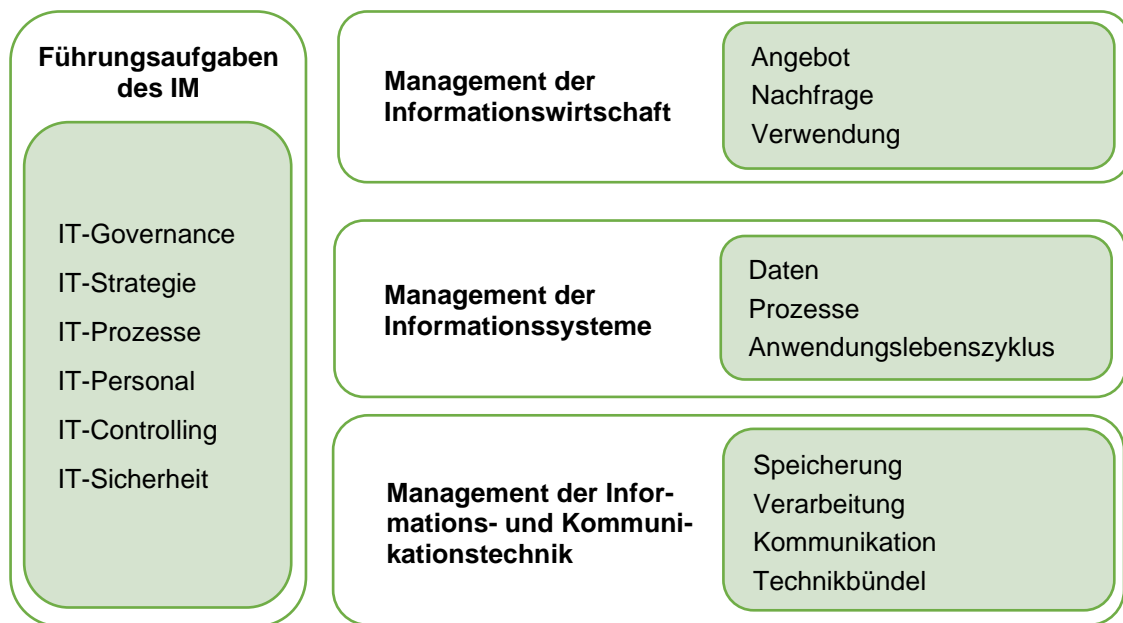 Führungsaufgaben
des IM
IT-Governance
IT-Strategie
IT-Prozesse
IT-Personal
IT-Controlling
IT-Sicherheit
Management der
Informationswirtschaft
Angebot
Nachfrage
Verwendung
Management der
Informationssysteme
Daten
Prozesse
Anwendungslebenszyklus
Management der Infor-
mations- und Kommuni-
kationstechnik
Speicherung
Verarbeitung
Kommunikation
Technikbündel